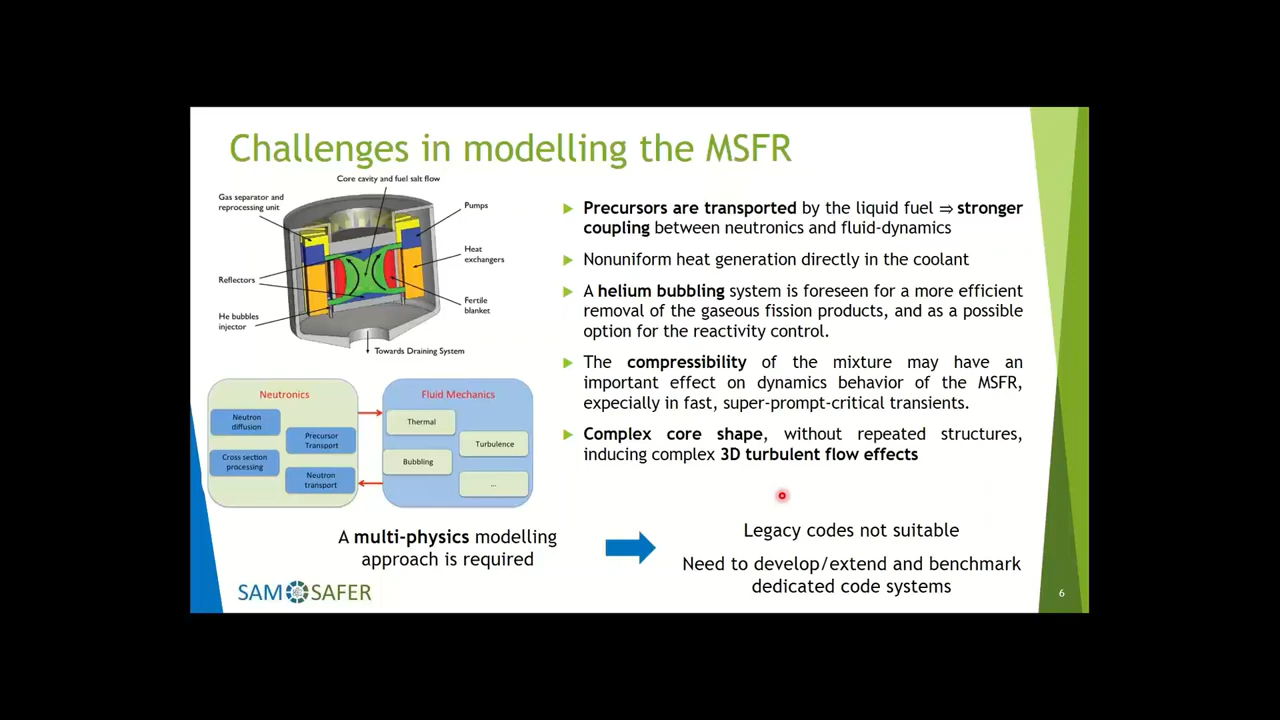 Challenges in modelling the MSFR
Core cavity and fuel salt flow
Gas separator and
reprocessing unit
Pumps
Heat
exchangers
Reflectors
Fertile
blanket
He bubbles
injector
Towards Draining System
Neutronics
Neutron
diffusion
Precursor
Transport
Cross section
processing
Neutron
transport
Fluid Mechanics
Thermal
Turbulence
Bubbling
...
Precursors are transported by the liquid fuel ⇒ stronger
coupling between neutronics and fluid-dynamics
Nonuniform heat generation directly in the coolant
A helium bubbling system is foreseen for a more efficient
removal of the gaseous fission products, and as a possible
option for the reactivity control.
The compressibility of the mixture may have an
important effect on dynamics behavior of the MSFR,
expecially in fast, super-prompt-critical transients.
Complex core shape, without repeated structures,
inducing complex 3D turbulent flow effects
A multi-physics modelling
approach is required
Legacy codes not suitable
Need to develop/extend and benchmark
dedicated code systems
SAMOSAFER
6